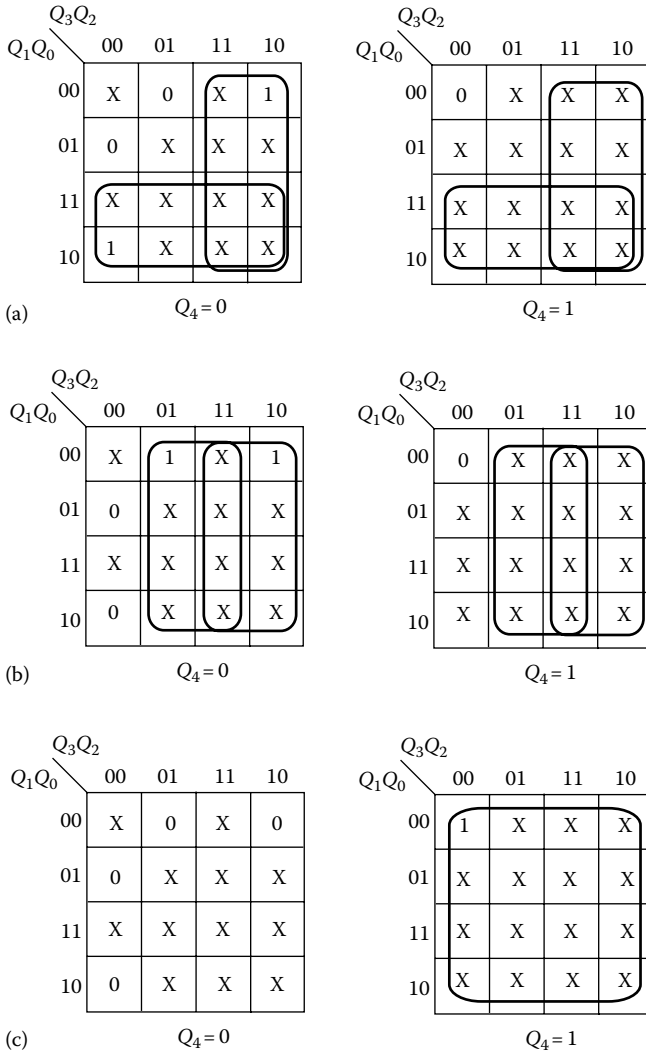 Q3Q2 Q3Q2
Q1Q0 00 01 11 10 Q1Q0 00 01 11 10
00 X 0 X 1 00 0 X X X
01 0 X X X 01 X X X X
11 X X X X 11 X X X X
10 1 X X X 10 X X X X
(a) Q4 = 0 Q4 = 1
Q3Q2 Q3Q2
Q1Q0 00 01 11 10 Q1Q0 00 01 11 10
00 X 1 X 1 00 0 X X X
01 0 X X X 01 X X X X
11 X X X X 11 X X X X
10 0 X X X 10 X X X X
(b) Q4 = 0 Q4 = 1
Q3Q2 Q3Q2
Q1Q0 00 01 11 10 Q1Q0 00 01 11 10
00 X 0 X 0 00 1 X X X
01 0 X X X 01 X X X X
11 X X X X 11 X X X X
10 0 X X X 10 X X X X
(c) Q4 = 0 Q4 = 1